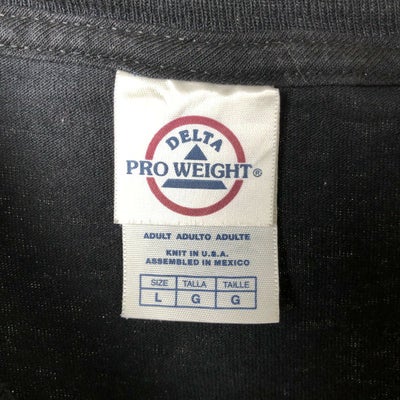 DELTA
PRO WEIGHT®
ADULT ADULTO ADULTE
KNIT IN U.S.A.
ASSEMBLED IN MEXICO
SIZE TALLA TAILLE
L G G